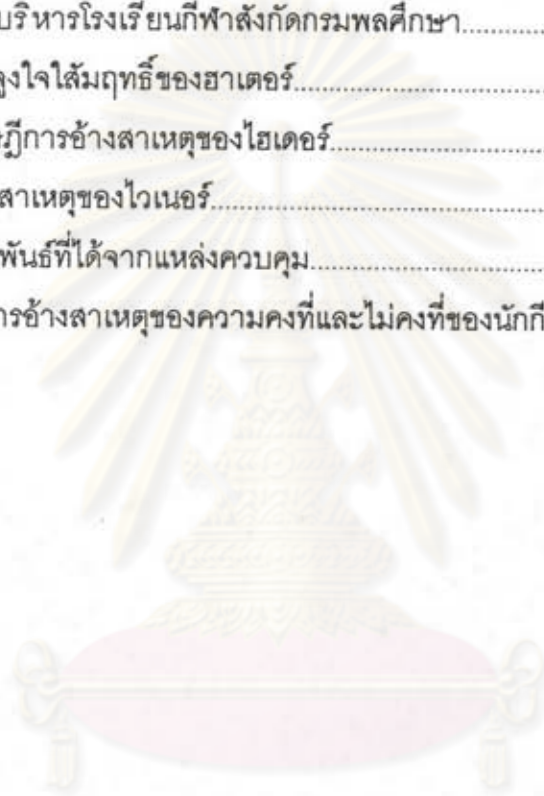 บริหารโรงเรียนกีฬาสังกัดกรมพลศึกษา..............
จูงใจใส้มฤทธิ์ของฮาเตอร์..............................
ษฎีการอ้างสาเหตุของไฮเดอร์..........................
สาเหตุของไวเนอร์........................................
พันธ์ที่ได้จากแหล่งควบคุม............................
ารอ้างสาเหตุของความคงที่และไม่คงที่ของนักกี